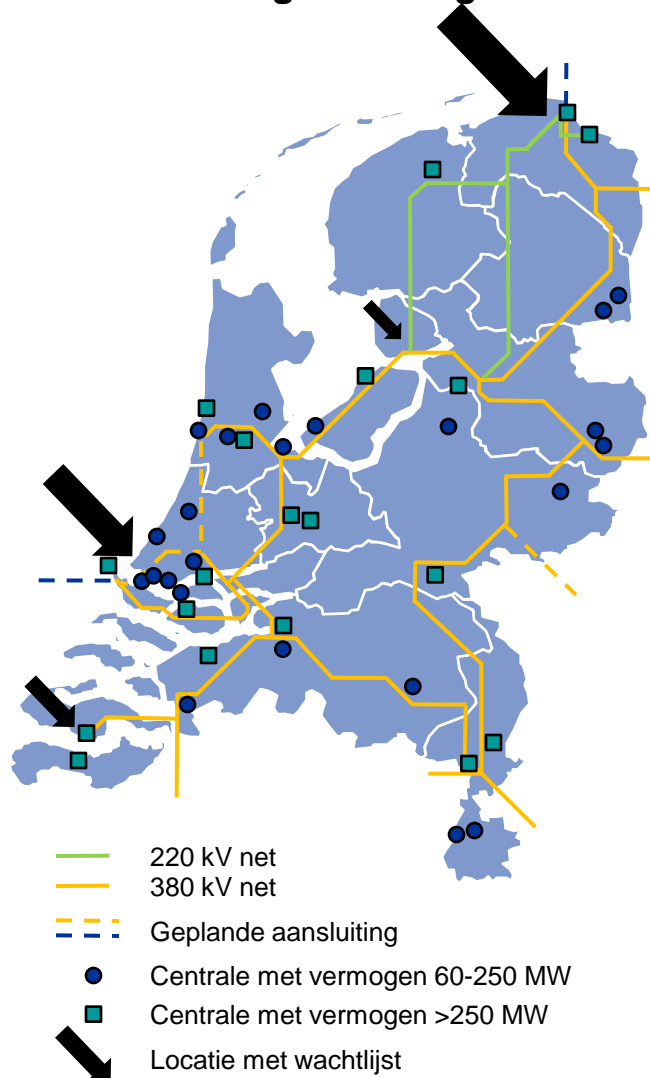 220 kV net
380 kV net
Geplande aansluiting
Centrale met vermogen 60-250 MW
Centrale met vermogen >250 MW
Locatie met wachtlijst